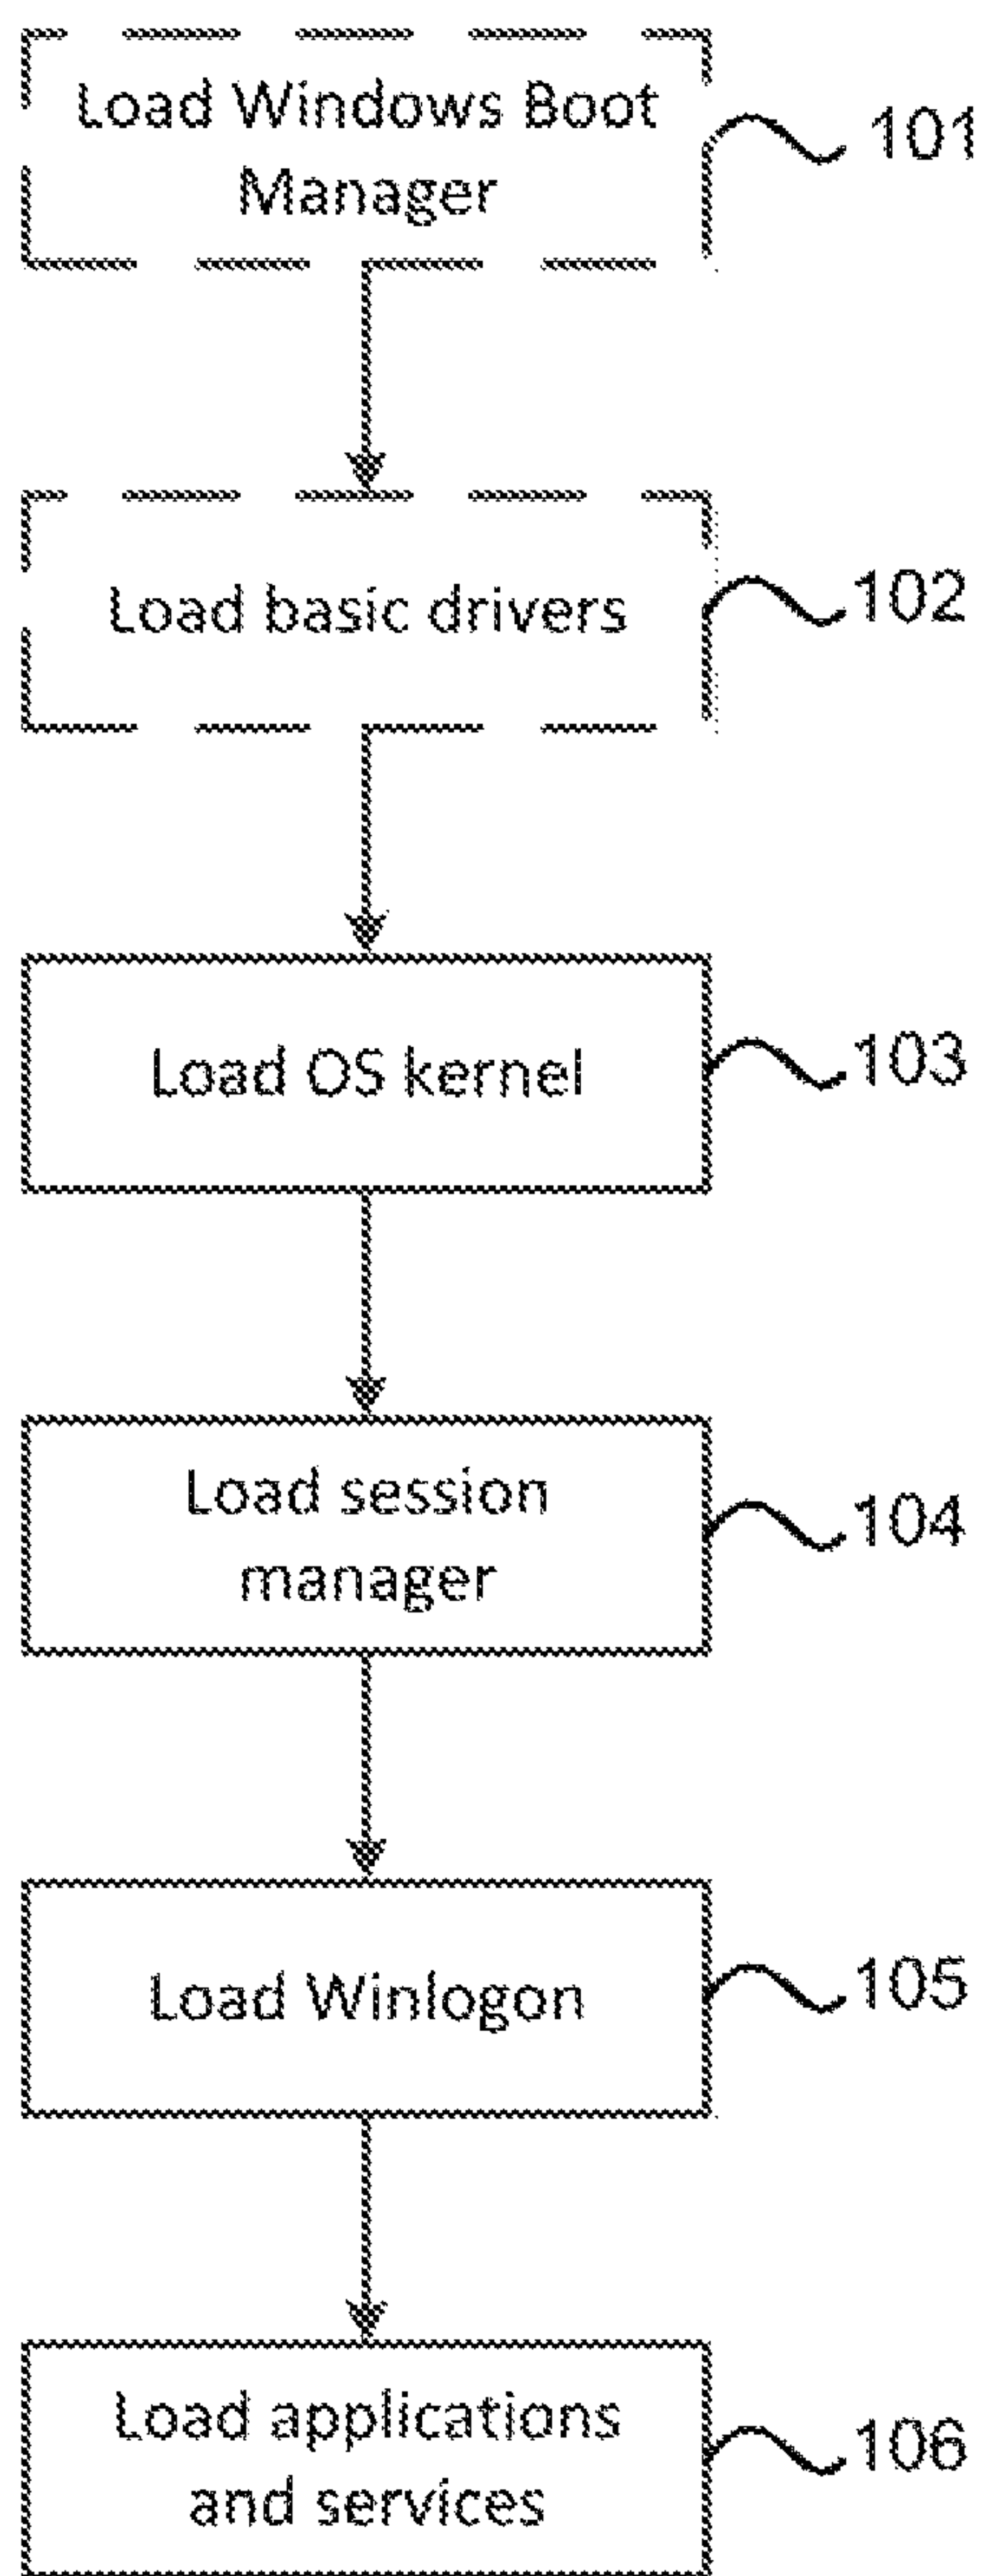 Load Windows Boot
Manager
101
Load basic drivers
102
Load OS kernel
103
Load session
manager
104
Load Winlogon
105
Load applications
and services
106